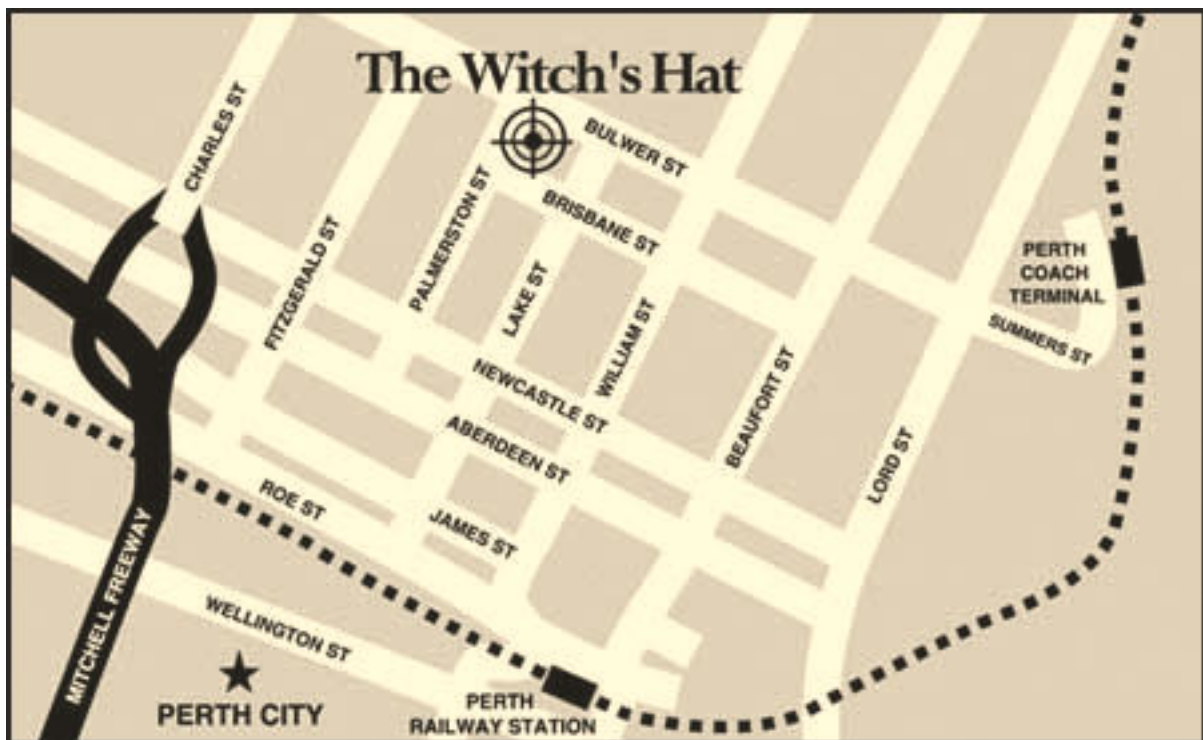 The Witch's Hat
CHARLES ST
BULWER ST
PALMERSTON ST
BRISBANE ST
FITZGERALD ST
LAKE ST
PERTH
COACH
TERMINAL
WILLIAM ST
SUMMERS ST
NEWCASTLE ST
BEAUFORT ST
ABERDEEN ST
LORD ST
ROE ST
JAMES ST
MITCHELL FREEWAY
WELLINGTON ST
PERTH CITY
PERTH
RAILWAY STATION